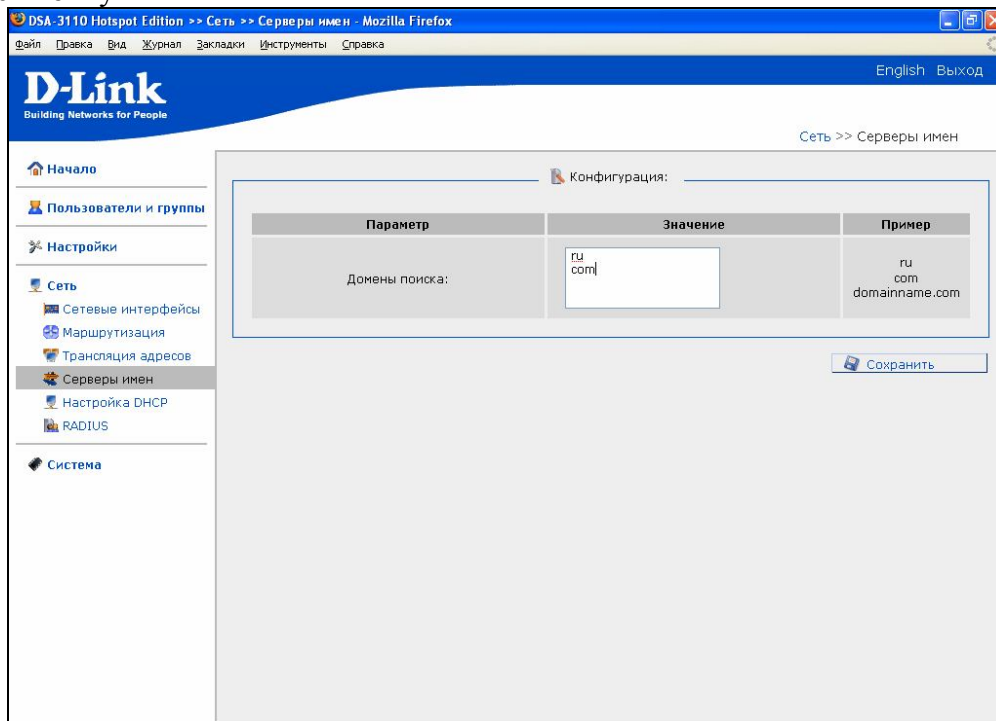 DSA-3110 Hotspot Edition >> Сеть >> Серверы имен - Mozilla Firefox
Файл Правка Вид Журнал Закладки Инструменты Справка
English Выход
D-Link
Building Networks for People
Сеть >> Серверы имен
Начало
Пользователи и группы
Настройки
Сеть
Сетевые интерфейсы
Маршрутизация
Трансляция адресов
Серверы имен
Настройка DHCP
RADIUS
Система
Конфигурация:
Параметр Значение Пример
Домены поиска:
ru
com
ru
com
domainname.com
Сохранить